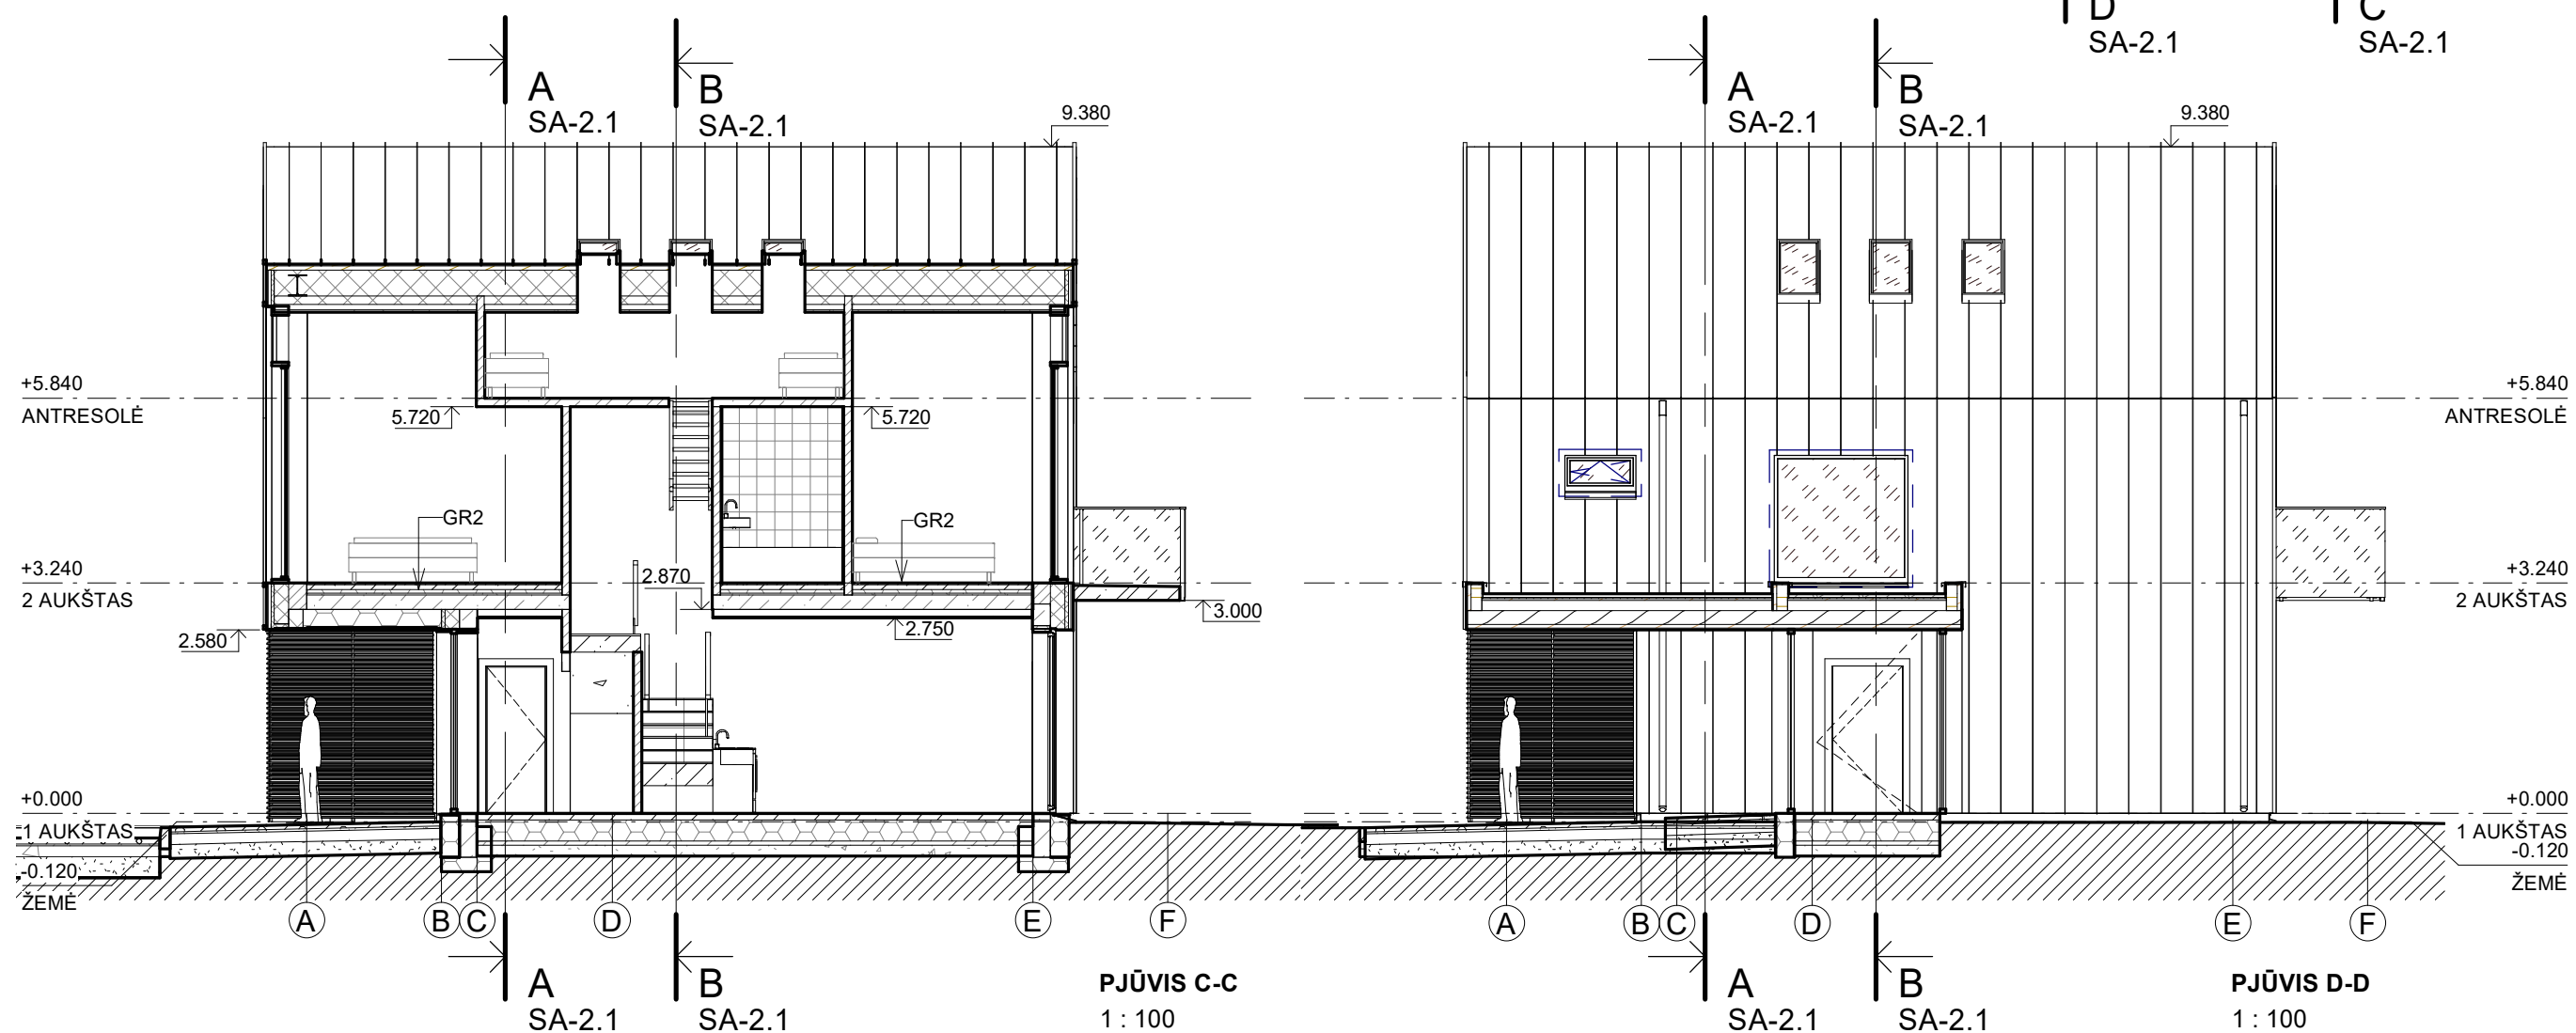 D
SA-2.1
C
SA-2.1
A
SA-2.1
B
SA-2.1
9.380
A
SA-2.1
B
SA-2.1
9.380
+5.840
ANTRESOLĖ
5.720
5.720
+5.840
ANTRESOLĖ
GR2
GR2
+3.240
2 AUKŠTAS
2.870
3.000
2.580
2.750
+3.240
2 AUKŠTAS
+0.000
1 AUKŠTAS
-0.120
ŽEMĖ
+0.000
1 AUKŠTAS
-0.120
ŽEMĖ
A
B
C
D
E
F
A
B
C
D
E
F
A
SA-2.1
B
SA-2.1
PJŪVIS C-C
1 : 100
A
SA-2.1
B
SA-2.1
PJŪVIS D-D
1 : 100